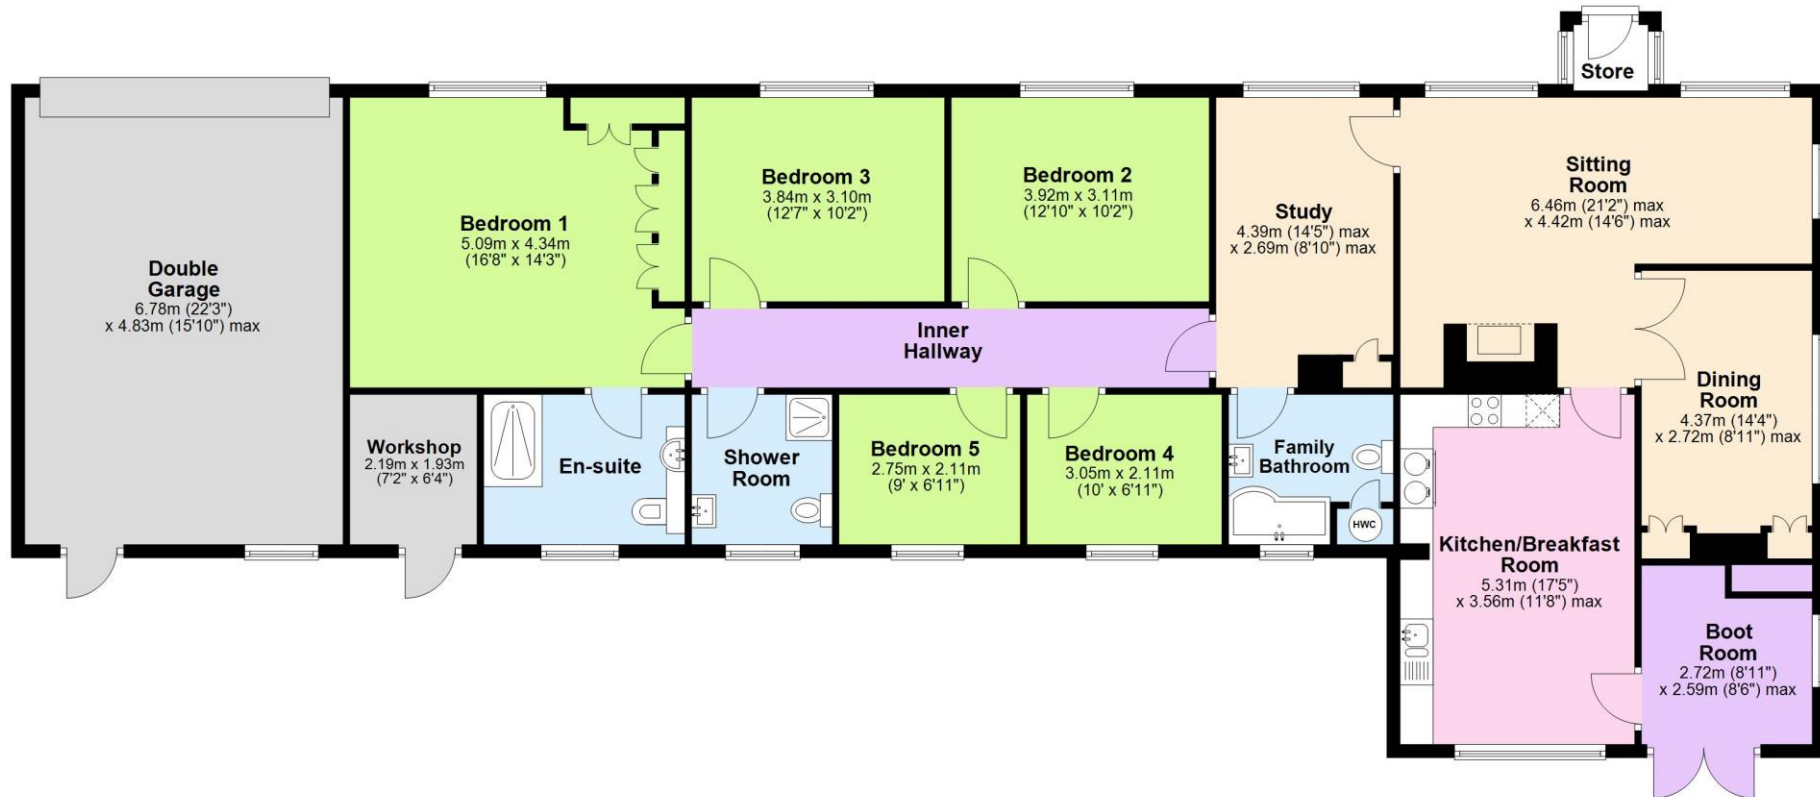 Store
Double
Garage
6.78m (22'3")
x 4.83m (15'10") max
Bedroom 1
5.09m x 4.34m
(16'8" x 14'3")
Bedroom 3
3.84m x 3.10m
(12'7" x 10'2")
Bedroom 2
3.92m x 3.11m
(12'10" x 10'2")
Study
4.39m (14'5") max
x 2.69m (8'10") max
Sitting
Room
6.46m (21'2") max
x 4.42m (14'6") max
Inner
Hallway
Dining
Room
4.37m (14'4")
x 2.72m (8'11") max
Workshop
2.19m x 1.93m
(7'2" x 6'4")
En-suite
Shower
Room
Bedroom 5
2.75m x 2.11m
(9' x 6'11")
Bedroom 4
3.05m x 2.11m
(10' x 6'11")
Family
Bathroom
HWC
Kitchen/Breakfast
Room
5.31m (17'5")
x 3.56m (11'8") max
Boot
Room
2.72m (8'11")
x 2.59m (8'6") max